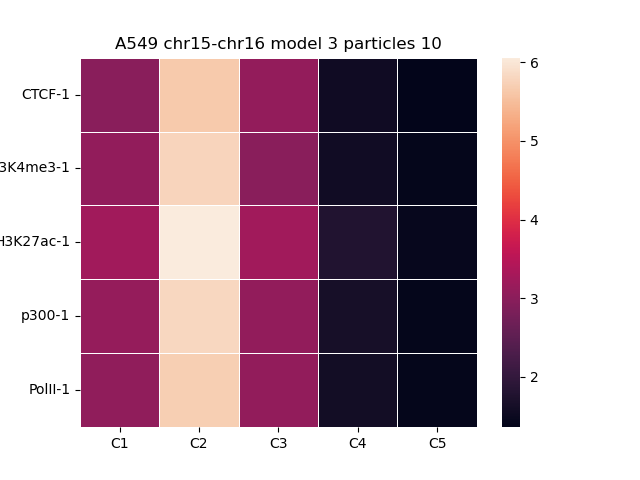 A549 chr15-chr16 model 3 particles 10
CTCF-1
3K4me3-1
H3K27ac-1
p300-1
PolII-1
C1 C2 C3 C4 C5
6
5
4
3
2